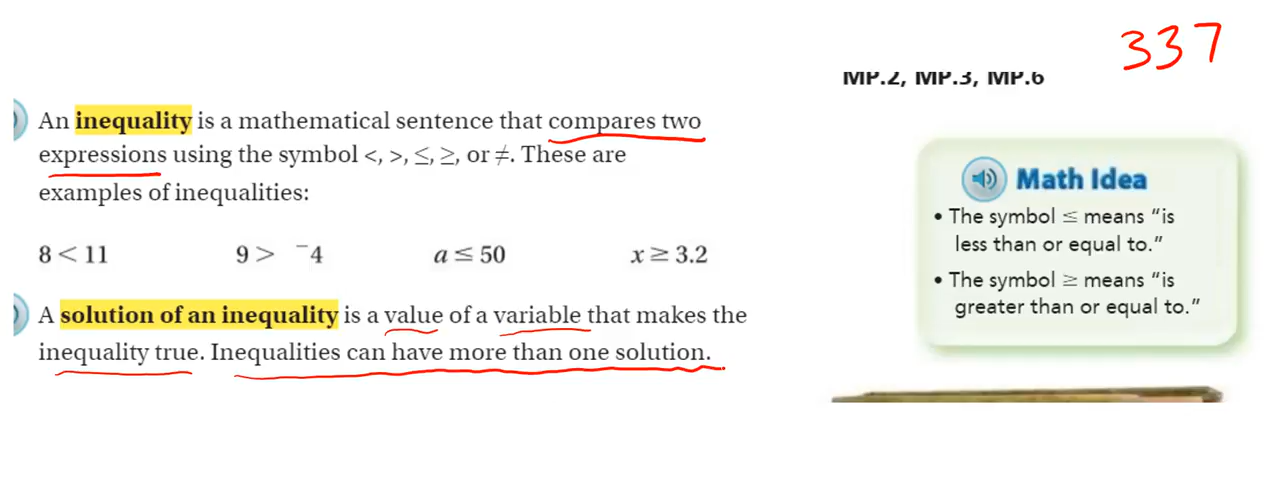 337
MP.2, MP.3, MP.6
An inequality is a mathematical sentence that compares two
expressions using the symbol <, >, ≤, ≥, or ≠. These are
examples of inequalities:
8 < 11 9 > ⁻4 a ≤ 50 x ≥ 3.2
A solution of an inequality is a value of a variable that makes the
inequality true. Inequalities can have more than one solution.
Math Idea
• The symbol ≤ means “is
less than or equal to.”
• The symbol ≥ means “is
greater than or equal to.”